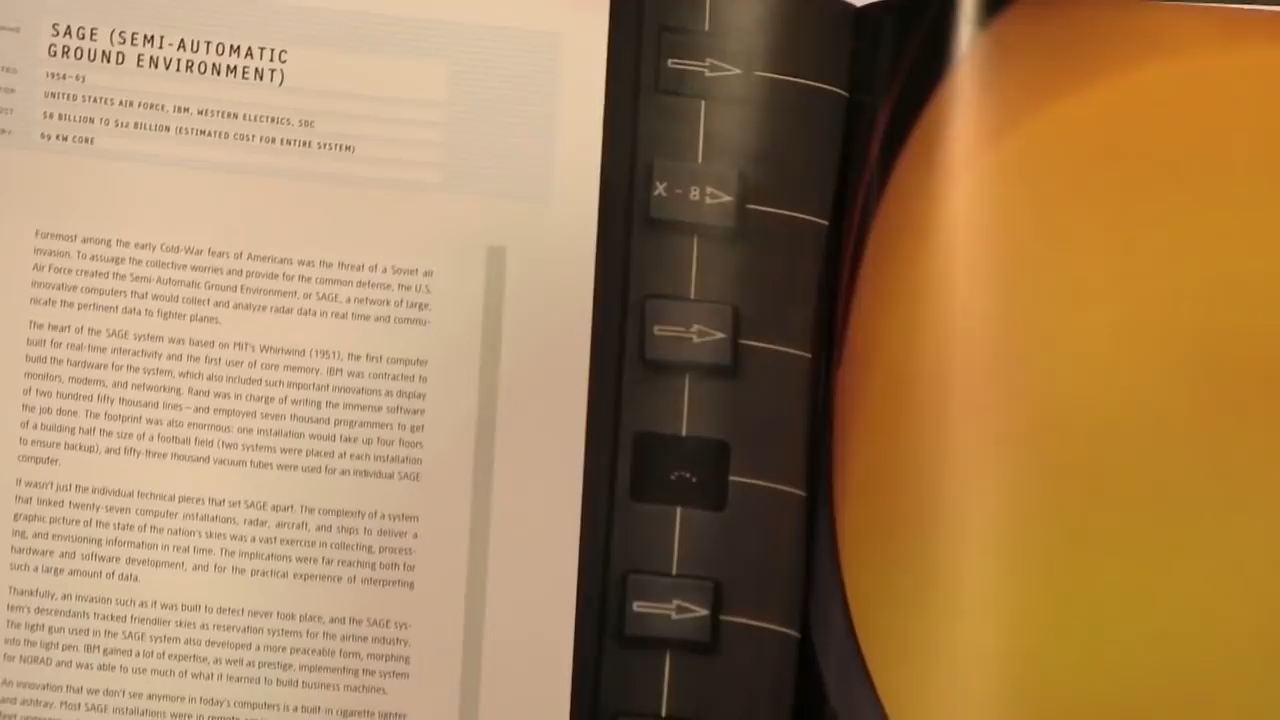 SAGE (SEMI-AUTOMATIC
GROUND ENVIRONMENT)
1954–63
UNITED STATES AIR FORCE, IBM, WESTERN ELECTRICS, SDC
$8 BILLION TO $12 BILLION (ESTIMATED COST FOR ENTIRE SYSTEM)
69 KW CORE
Foremost among the early Cold-War fears of Americans was the threat of a Soviet air
invasion. To assuage the collective worries and provide for the common defense, the U.S.
Air Force created the Semi-Automatic Ground Environment, or SAGE, a network of large,
innovative computers that would collect and analyze radar data in real time and commu-
nicate the pertinent data to fighter planes.
The heart of the SAGE system was based on MIT's Whirlwind (1951), the first computer
built for real-time interactivity and the first user of core memory. IBM was contracted to
build the hardware for the system, which also included such important innovations as display
monitors, modems, and networking. Rand was in charge of writing the immense software
of two hundred fifty thousand lines—and employed seven thousand programmers to get
the job done. The footprint was also enormous: one installation would take up four floors
of a building half the size of a football field (two systems were placed at each installation
to ensure backup), and fifty-three thousand vacuum tubes were used for an individual SAGE
computer.
It wasn't just the individual technical pieces that set SAGE apart. The complexity of a system
that linked twenty-seven computer installations, radar, aircraft, and ships to deliver a
graphic picture of the state of the nation's skies was a vast exercise in collecting, process-
ing, and envisioning information in real time. The implications were far reaching both for
hardware and software development, and for the practical experience of interpreting
such a large amount of data.
Thankfully, an invasion such as it was built to detect never took place, and the SAGE sys-
tem's descendants tracked friendlier skies as reservation systems for the airline industry.
The light gun used in the SAGE system also developed a more peaceable form, morphing
into the light pen. IBM gained a lot of expertise, as well as prestige, implementing the system
for NORAD and was able to use much of what it learned to build business machines.
An innovation that we don't see anymore in today's computers is a built-in cigarette lighter
and ashtray. Most SAGE installations were in
X - 8